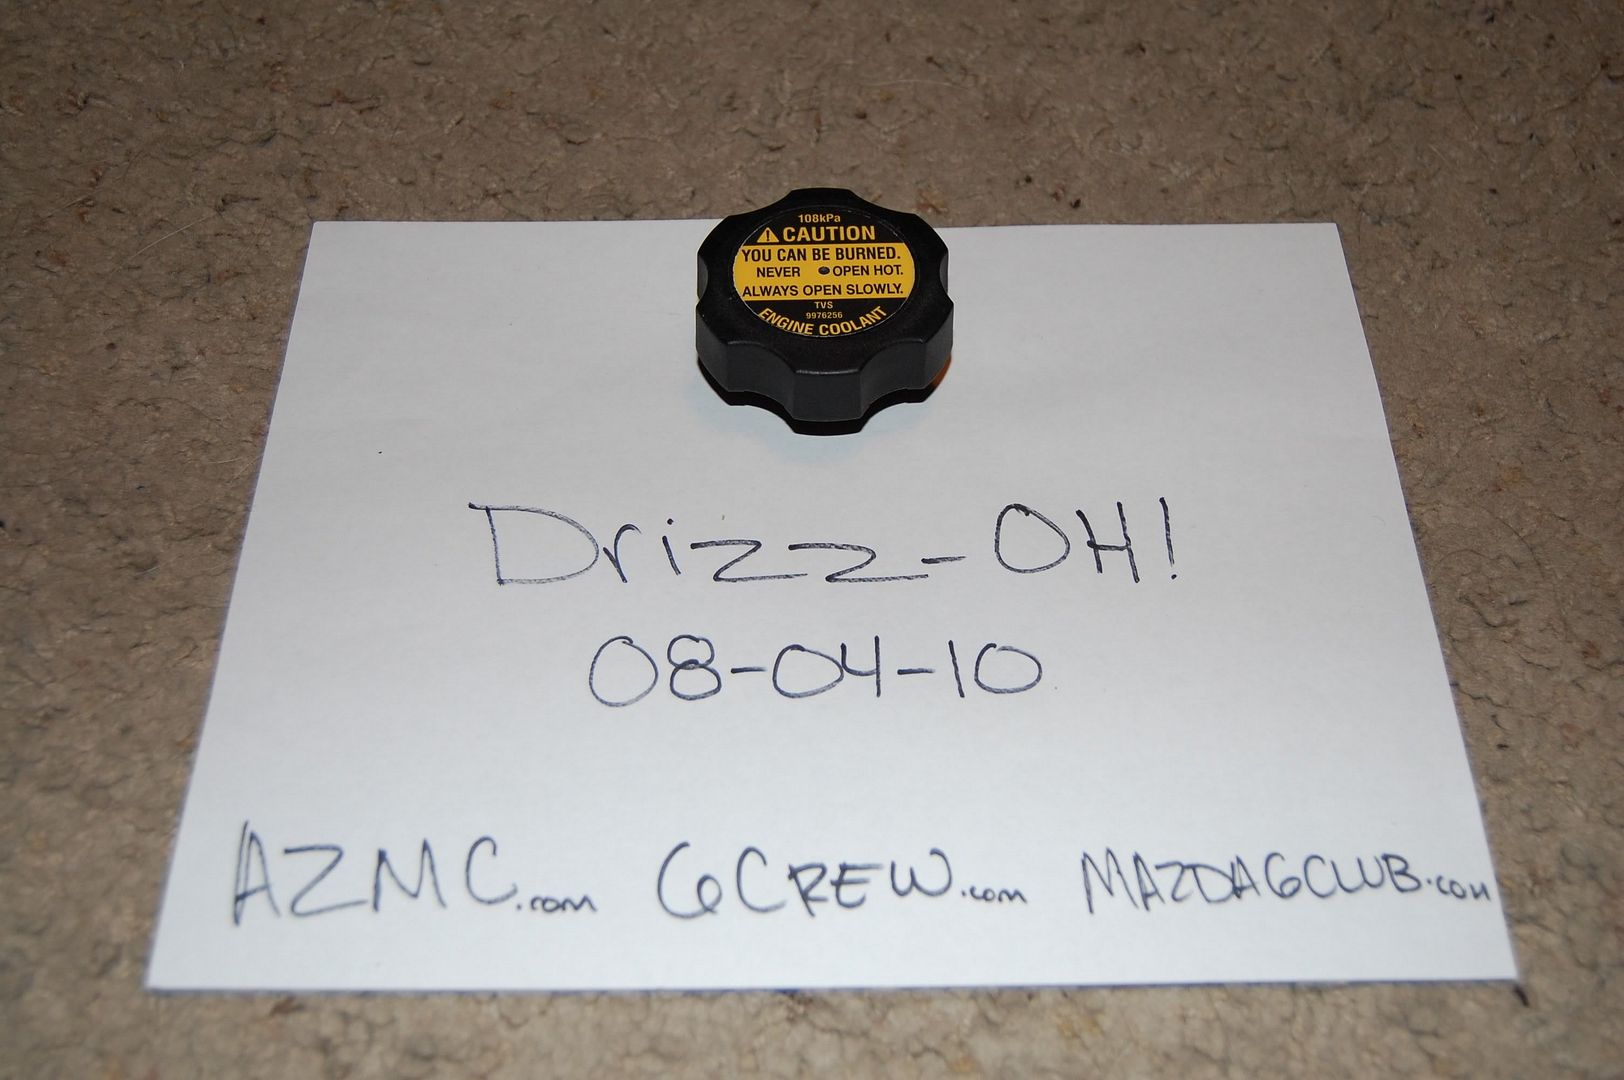 108kPa
⚠ CAUTION
YOU CAN BE BURNED.
NEVER OPEN HOT.
ALWAYS OPEN SLOWLY.
TVS
9976256
ENGINE COOLANT
Drizz-OH!
08-04-10
AZMC.com 6CREW.com MAZDA6CLUB.com